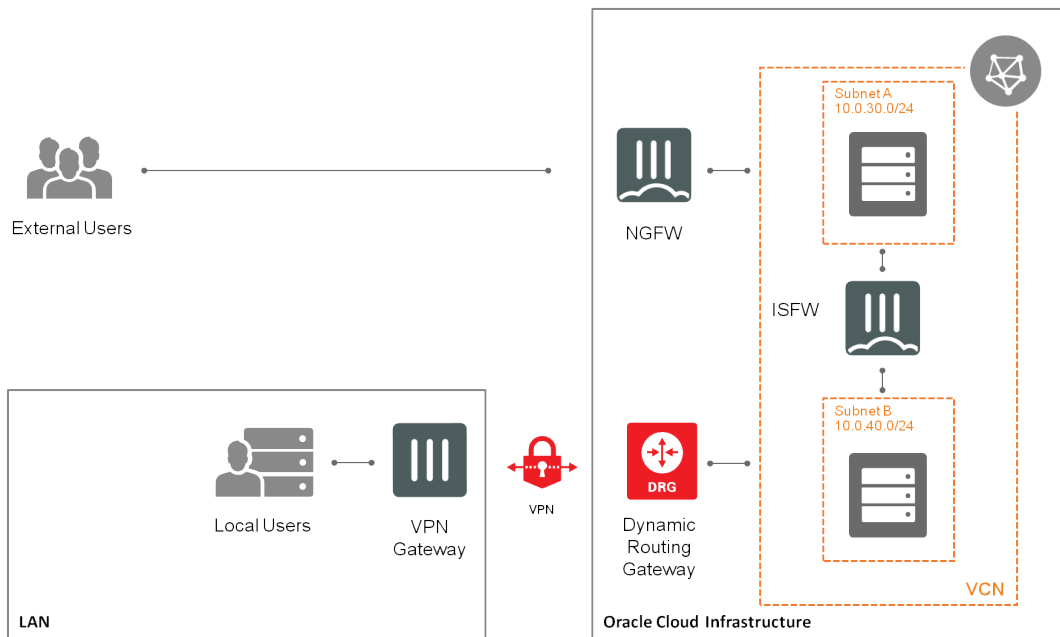 Subnet A
10.0.30.0/24
External Users
NGFW
ISFW
Subnet B
10.0.40.0/24
DRG
VPN
Local Users
VPN
Gateway
Dynamic
Routing
Gateway
VCN
LAN
Oracle Cloud Infrastructure